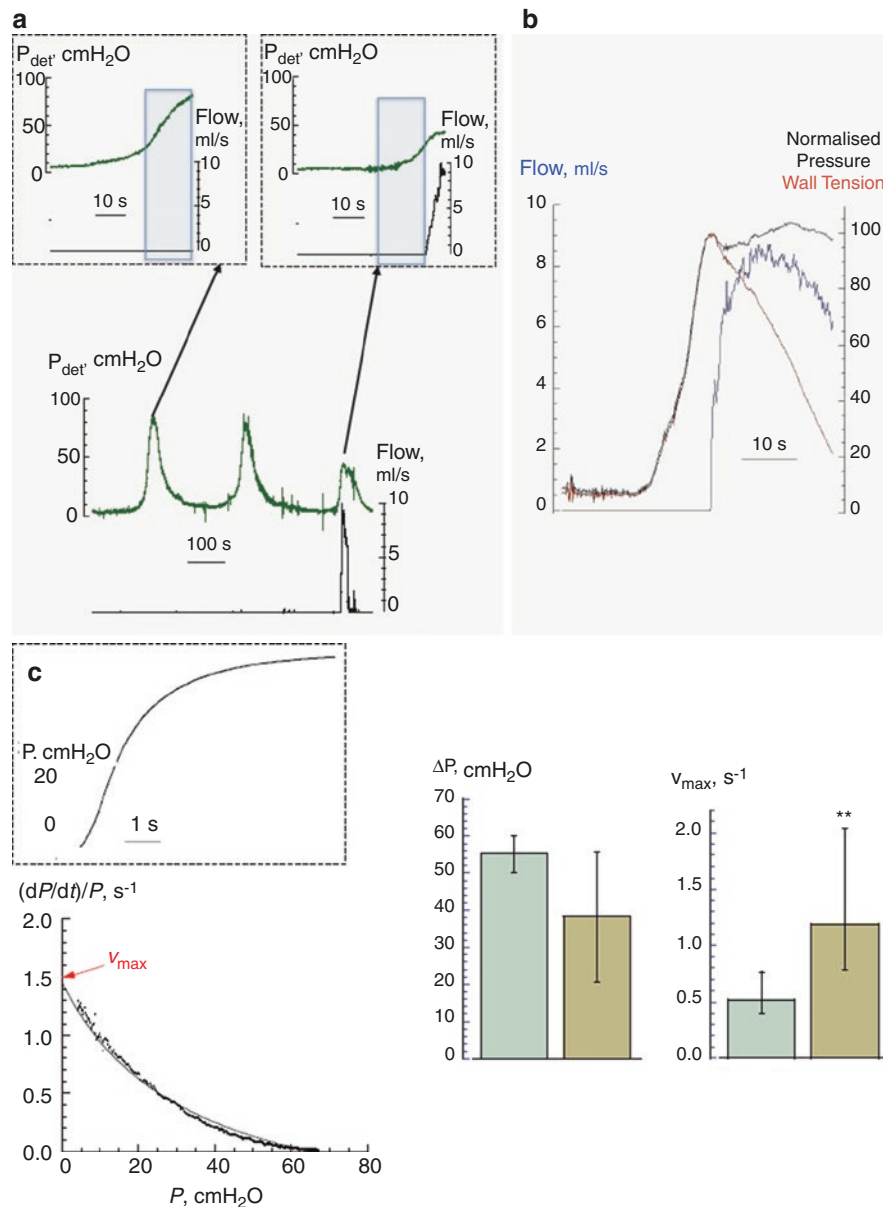 a
P_det, cmH₂O
100
50
0
Flow,
ml/s
10
5
0
10 s
P_det, cmH₂O
100
50
0
Flow,
ml/s
10
5
0
10 s
P_det, cmH₂O
100
50
0
Flow,
ml/s
10
5
0
100 s
b
Flow, ml/s
Normalised
Pressure
Wall Tension
10
8
6
4
2
0
100
80
60
40
20
0
10 s
c
P. cmH₂O
20
0
1 s
(dP/dt)/P, s⁻¹
2.0
1.5
1.0
0.5
0.0
v_max
0 20 40 60 80
P, cmH₂O
ΔP, cmH₂O
70
60
50
40
30
20
10
0
v_max, s⁻¹
2.0
1.5
1.0
0.5
0.0
**